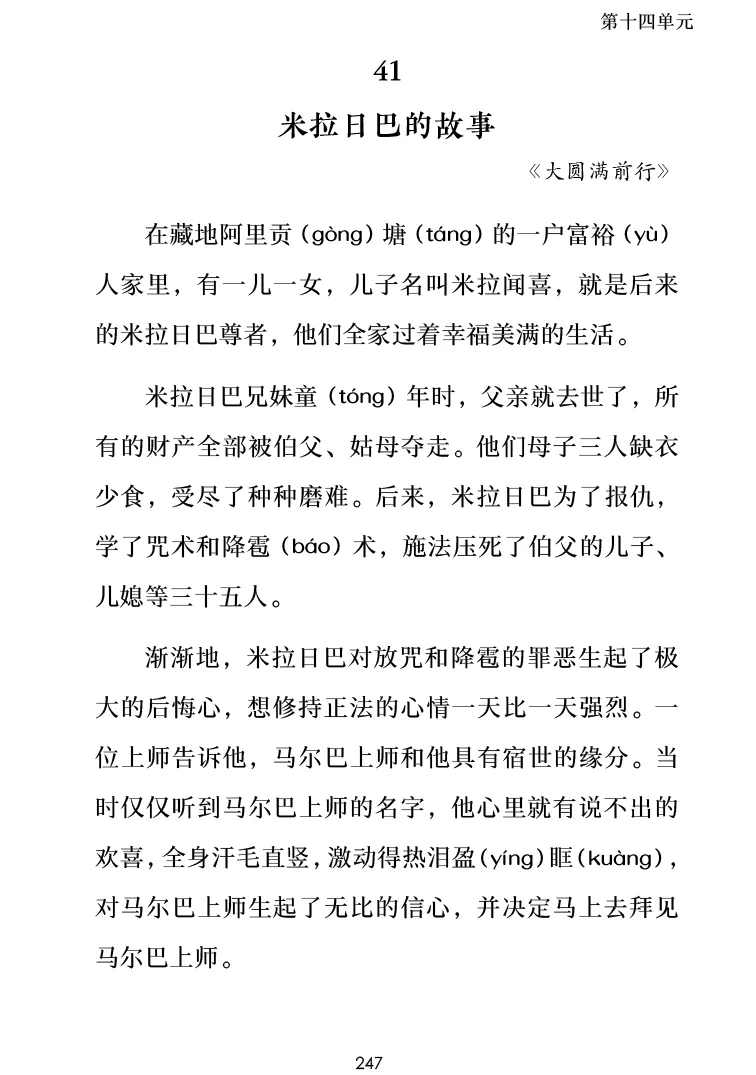 第十四单元
41
米拉日巴的故事
《大圆满前行》
在藏地阿里贡（gòng）塘（táng）的一户富裕（yù）
人家里，有一儿一女，儿子名叫米拉闻喜，就是后来
的米拉日巴尊者，他们全家过着幸福美满的生活。
米拉日巴兄妹童（tóng）年时，父亲就去世了，所
有的财产全部被伯父、姑母夺走。他们母子三人缺衣
少食，受尽了种种磨难。后来，米拉日巴为了报仇，
学了咒术和降雹（báo）术，施法压死了伯父的儿子、
儿媳等三十五人。
渐渐地，米拉日巴对放咒和降雹的罪恶生起了极
大的后悔心，想修持正法的心情一天比一天强烈。一
位上师告诉他，马尔巴上师和他具有宿世的缘分。当
时仅仅听到马尔巴上师的名字，他心里就有说不出的
欢喜，全身汗毛直竖，激动得热泪盈（yíng）眶（kuàng），
对马尔巴上师生起了无比的信心，并决定马上去拜见
马尔巴上师。
247